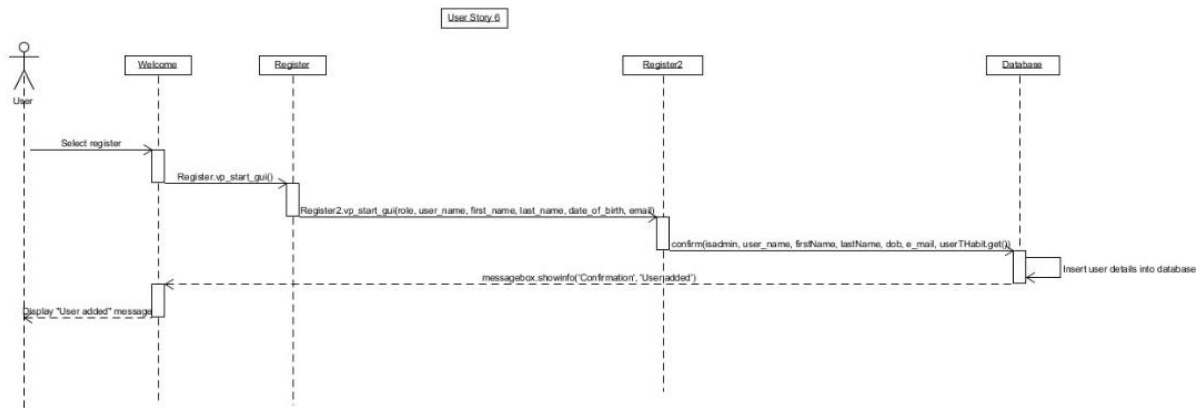 User Story 6
Welcome
Register
Register2
Database
User
Select register
Register.vp_start_gui()
Register2.vp_start_gui(role, user_name, first_name, last_name, date_of_birth, email)
confirm(isadmin, user_name, firstName, lastName, dob, e_mail, userTHabit.get())
Insert user details into database
messagebox.showinfo('Confirmation', 'User added')
Display "User added" message